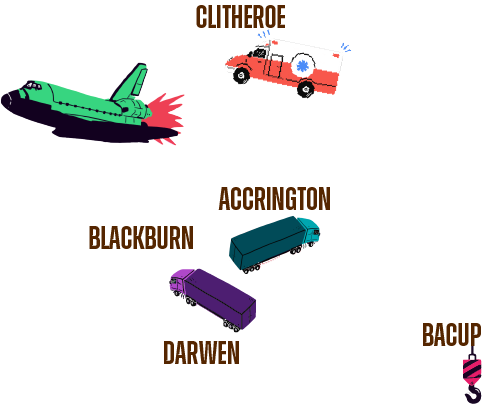 CLITHEROE
ACCRINGTON
BLACKBURN
BACUP
DARWEN